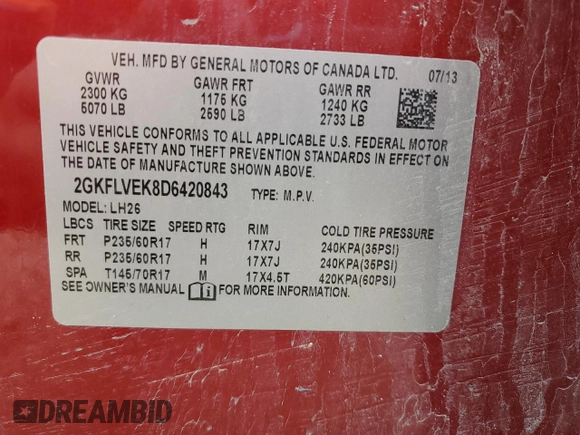 VEH. MFD BY GENERAL MOTORS OF CANADA LTD. 07/13
GVWR GAWR FRT GAWR RR
2300 KG 1175 KG 1240 KG
5070 LB 2590 LB 2733 LB
THIS VEHICLE CONFORMS TO ALL APPLICABLE U.S. FEDERAL MOTOR
VEHICLE SAFETY AND THEFT PREVENTION STANDARDS IN EFFECT ON
THE DATE OF MANUFACTURE SHOWN ABOVE.
2GKFLVEK8D6420843 TYPE: M.P.V.
MODEL: LH26
LBCS TIRE SIZE SPEED RTG RIM COLD TIRE PRESSURE
FRT P235/60R17 H 17X7J 240KPA(35PSI)
RR P235/60R17 H 17X7J 240KPA(35PSI)
SPA T145/70R17 M 17X4.5T 420KPA(60PSI)
SEE OWNER'S MANUAL FOR MORE INFORMATION.
DREAMBID